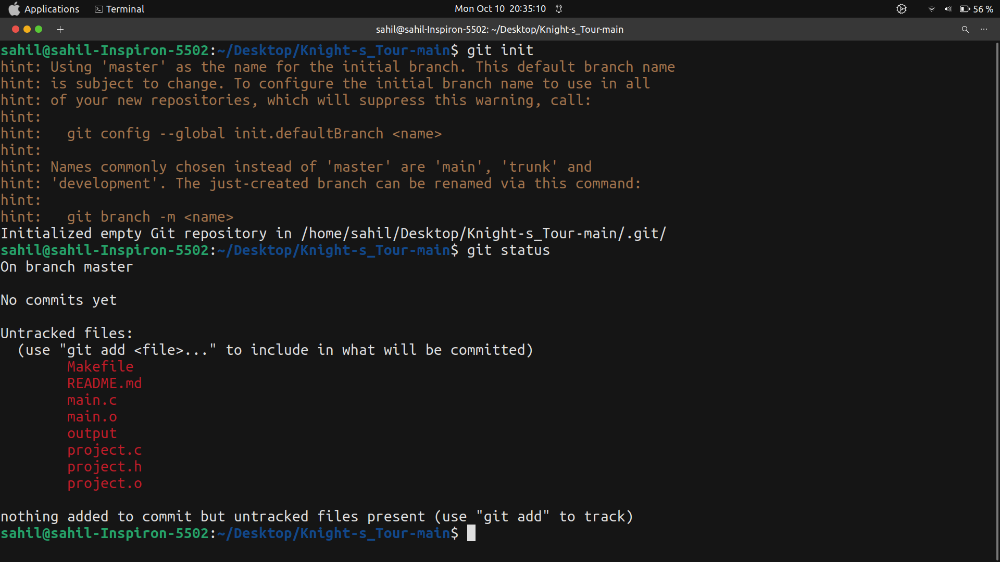 Applications Terminal Mon Oct 10 20:35:10 56 %
sahil@sahil-Inspiron-5502: ~/Desktop/Knight-s_Tour-main
sahil@sahil-Inspiron-5502:~/Desktop/Knight-s_Tour-main$ git init
hint: Using 'master' as the name for the initial branch. This default branch name
hint: is subject to change. To configure the initial branch name to use in all
hint: of your new repositories, which will suppress this warning, call:
hint:
hint:   git config --global init.defaultBranch <name>
hint:
hint: Names commonly chosen instead of 'master' are 'main', 'trunk' and
hint: 'development'. The just-created branch can be renamed via this command:
hint:
hint:   git branch -m <name>
Initialized empty Git repository in /home/sahil/Desktop/Knight-s_Tour-main/.git/
sahil@sahil-Inspiron-5502:~/Desktop/Knight-s_Tour-main$ git status
On branch master
No commits yet
Untracked files:
  (use "git add <file>..." to include in what will be committed)
        Makefile
        README.md
        main.c
        main.o
        output
        project.c
        project.h
        project.o
nothing added to commit but untracked files present (use "git add" to track)
sahil@sahil-Inspiron-5502:~/Desktop/Knight-s_Tour-main$